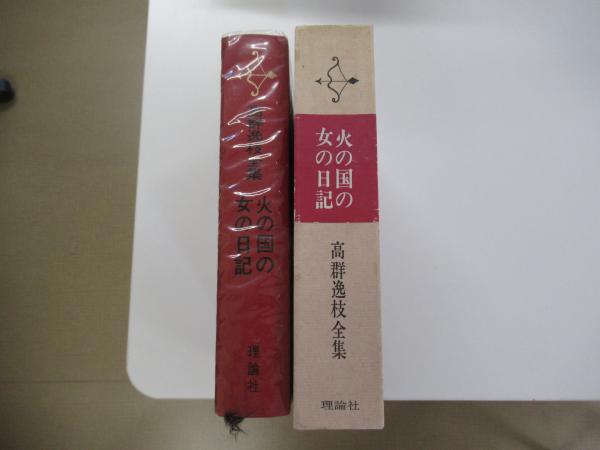 高群逸枝全集
火の国の
女の日記
理論社
火の国の
女の日記
高群逸枝全集
理論社